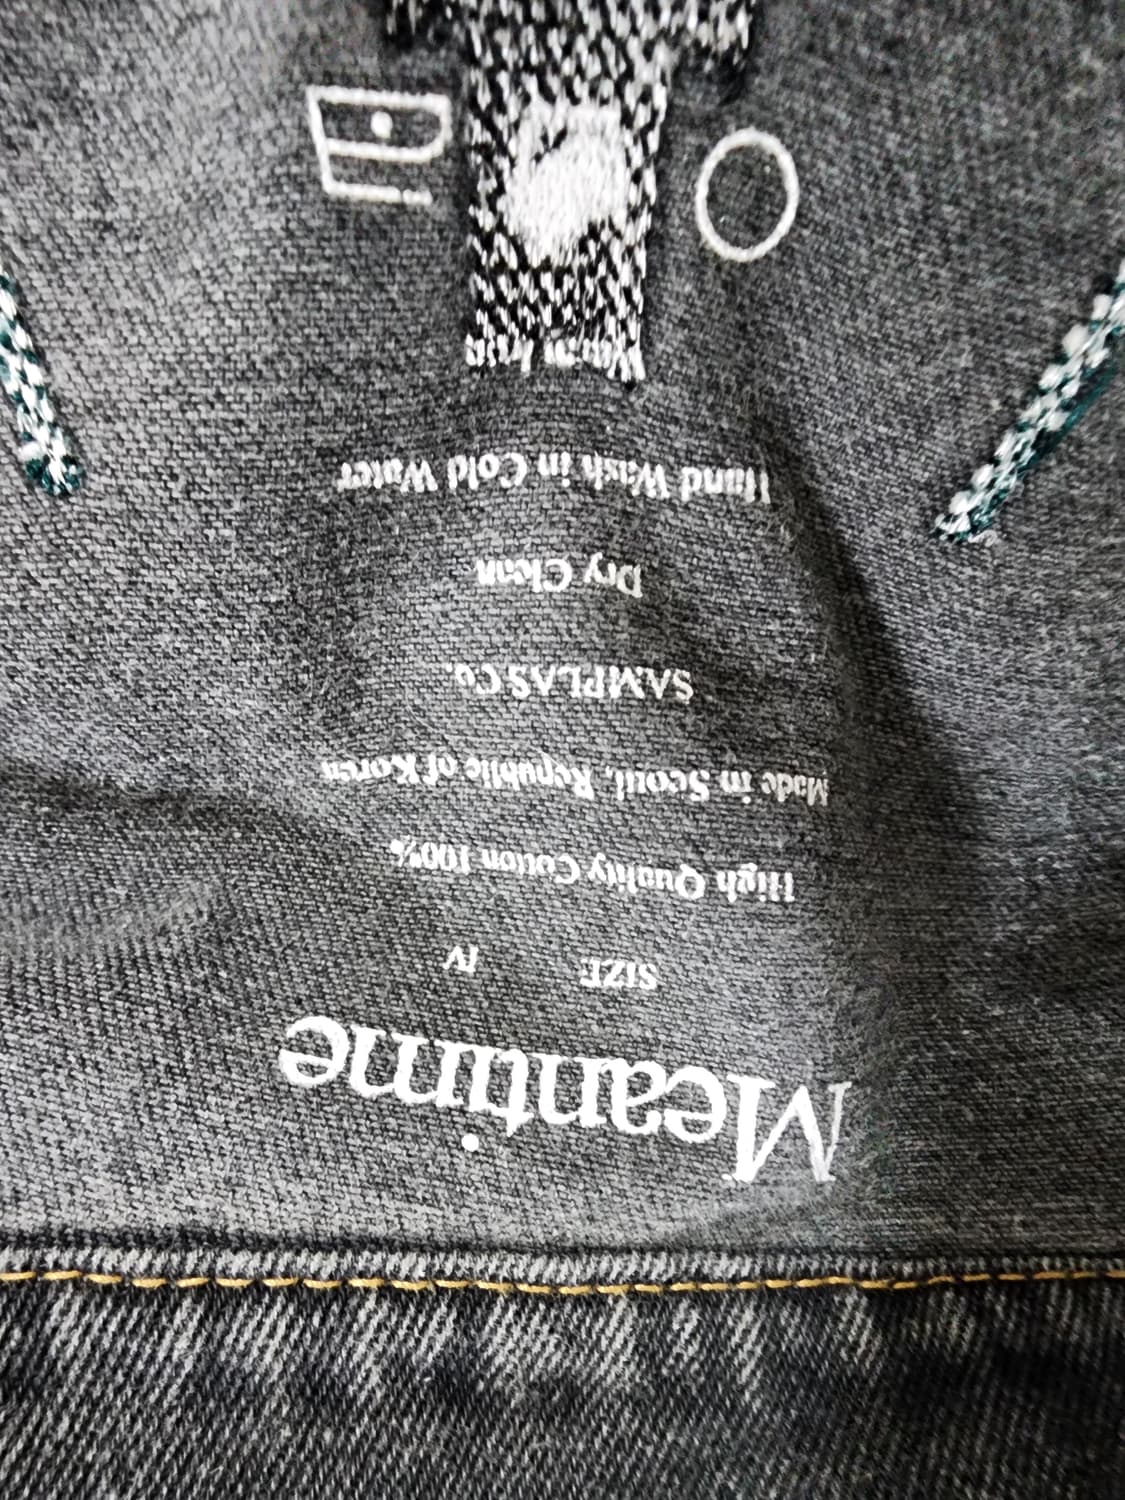 Meantime
SIZE IV
High Quality Cotton 100%
Made in Seoul, Republic of Korea
SAMPLAS Co.
Dry Clean
Hand Wash in Cold Water
Iron